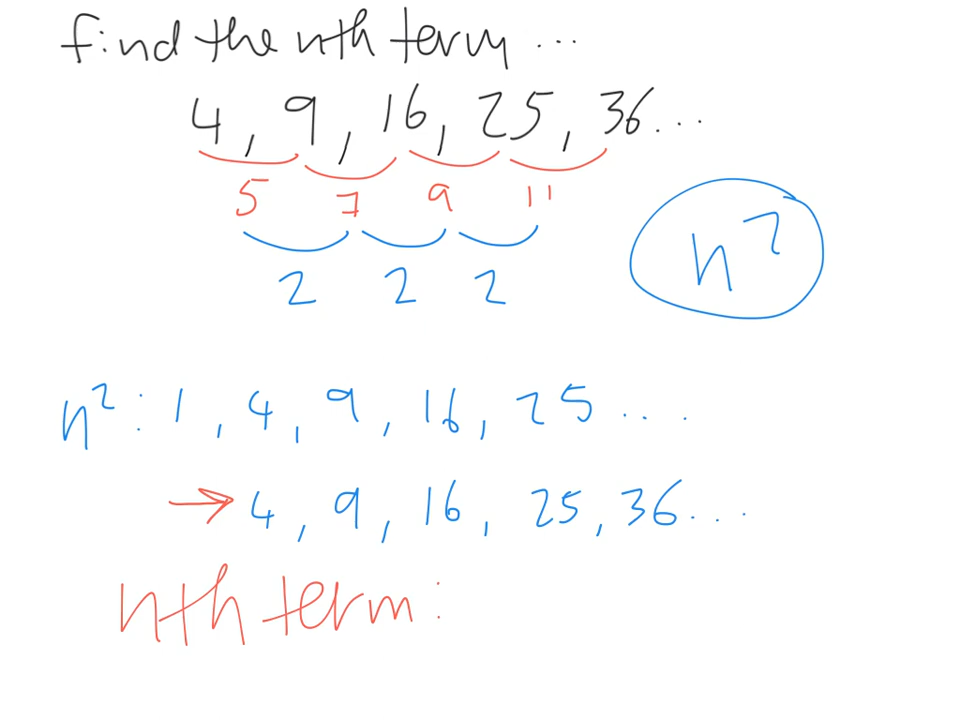 find the nth term ...
4, 9, 16, 25, 36...
5 7 9 11
n²
2 2 2
n²: 1, 4, 9, 16, 25....
→ 4, 9, 16, 25, 36...
nth term: